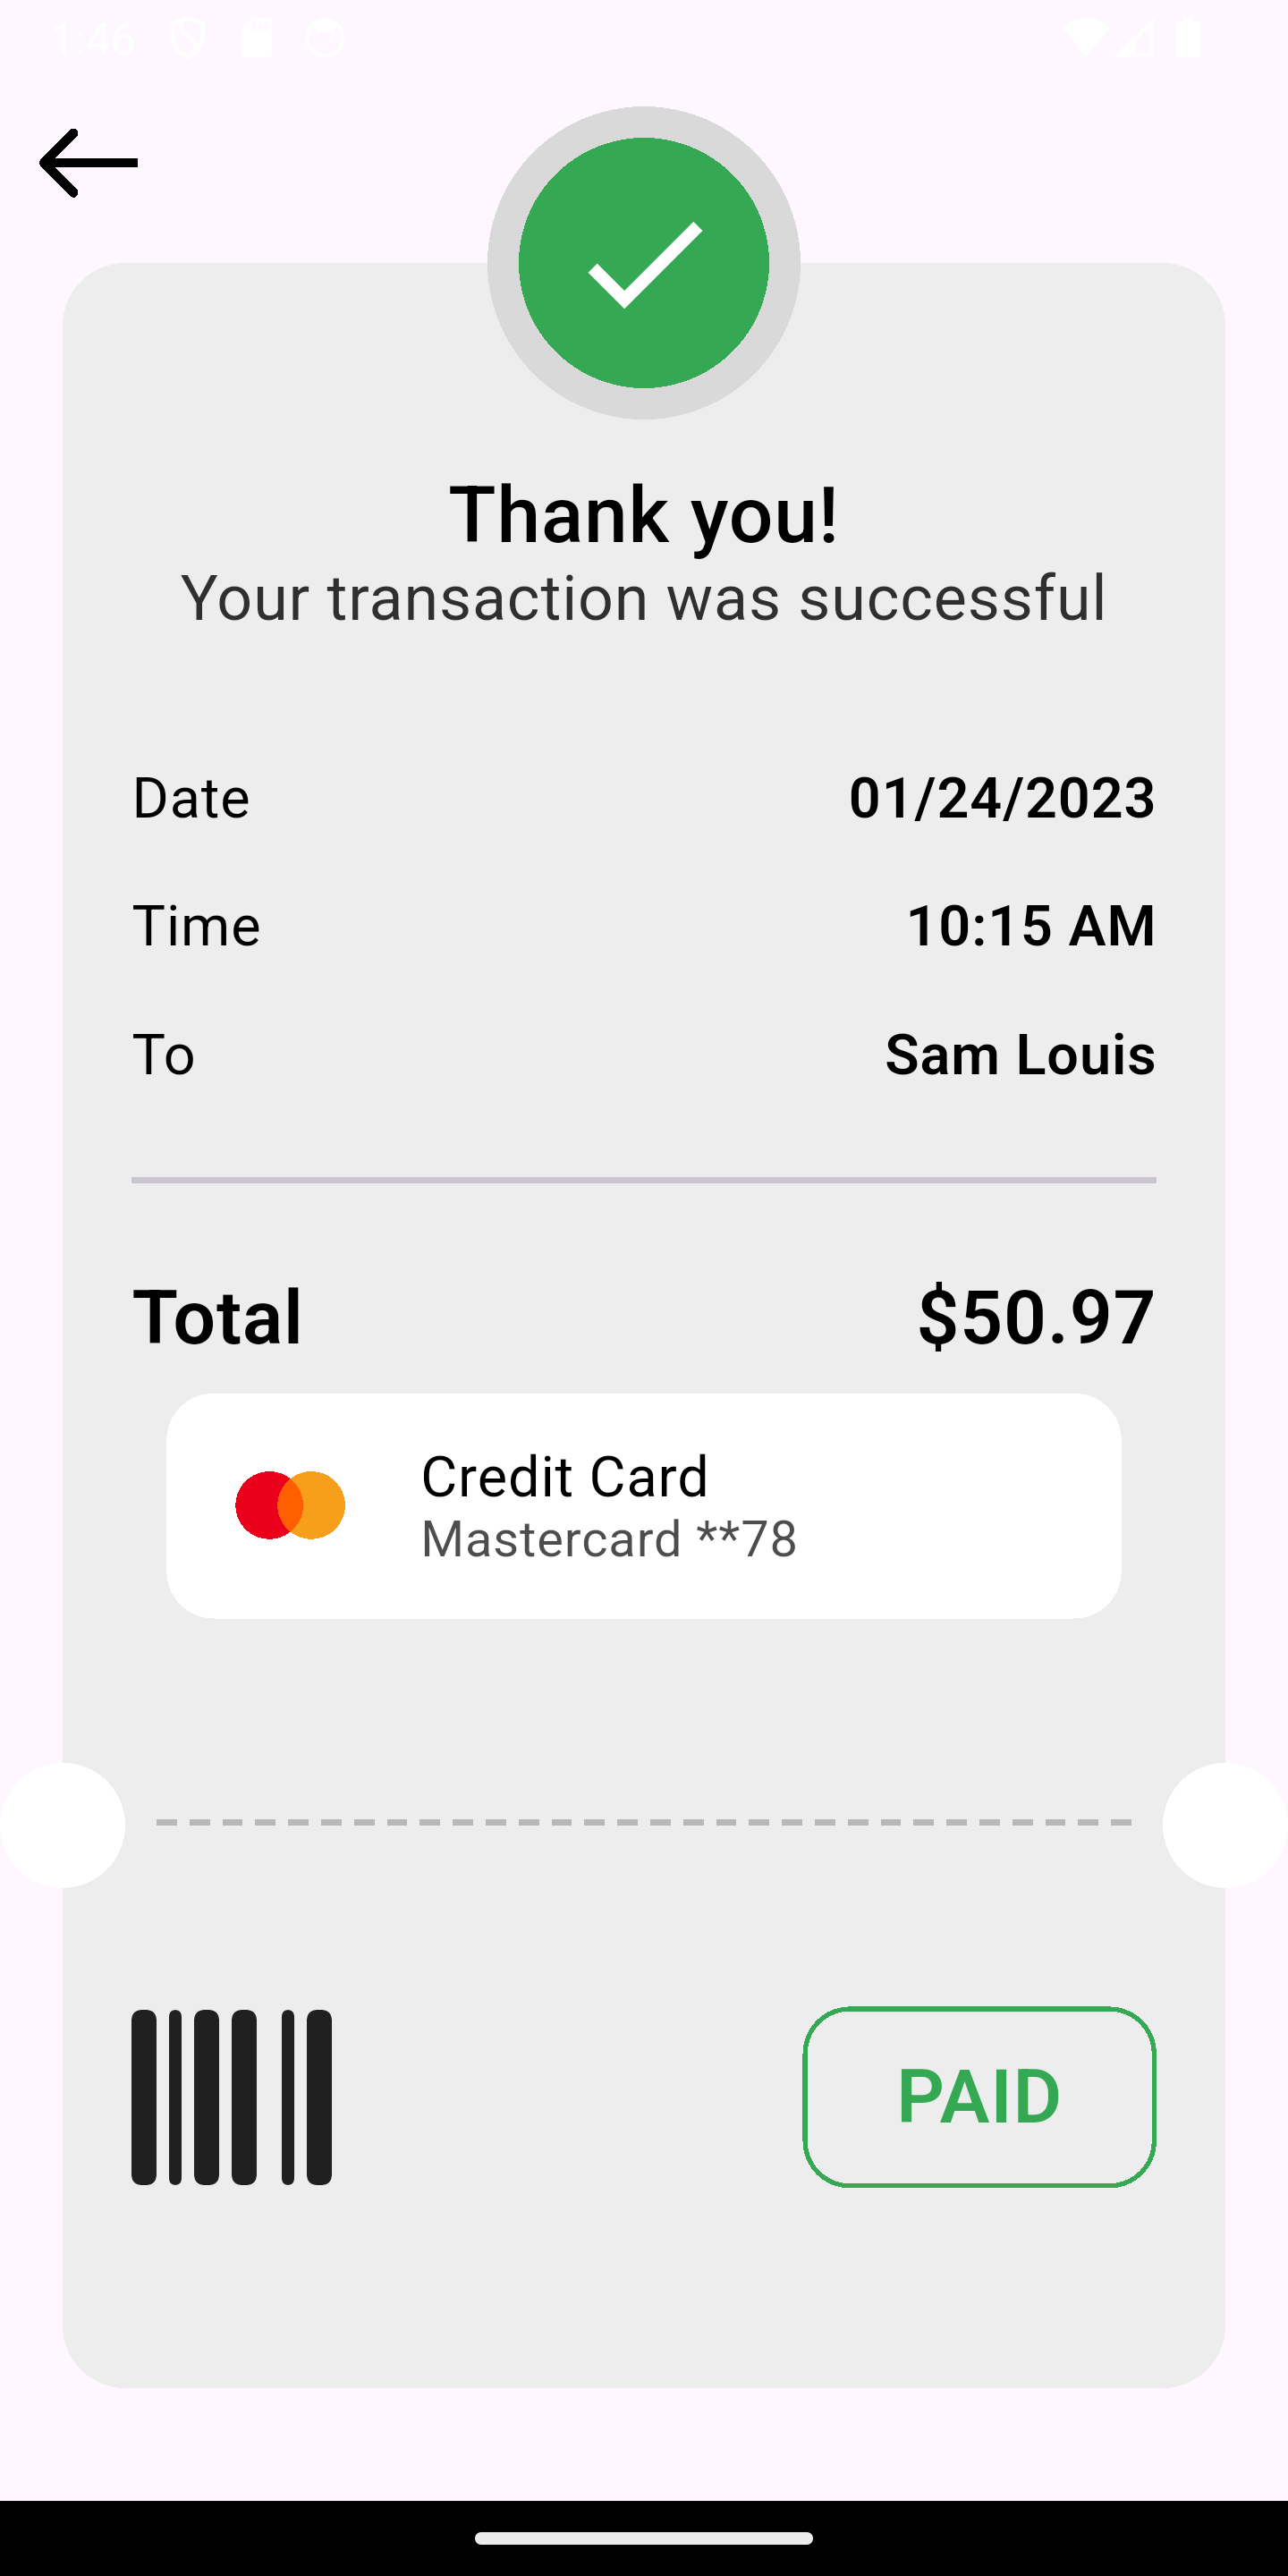 1:46
Thank you!
Your transaction was successful
Date 01/24/2023
Time 10:15 AM
To Sam Louis
Total $50.97
Credit Card
Mastercard **78
PAID